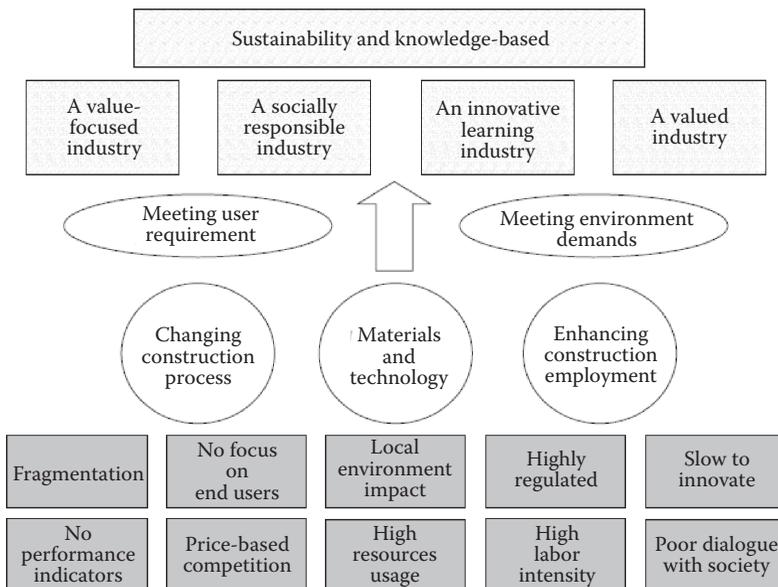 Sustainability and knowledge-based
A value-
focused
industry
A socially
responsible
industry
An innovative
learning
industry
A valued
industry
Meeting user
requirement
Meeting environment
demands
Changing
construction
process
Materials
and
technology
Enhancing
construction
employment
Fragmentation
No focus
on
end users
Local
environment
impact
Highly
regulated
Slow to
innovate
No
performance
indicators
Price-based
competition
High
resources
usage
High
labor
intensity
Poor dialogue
with society